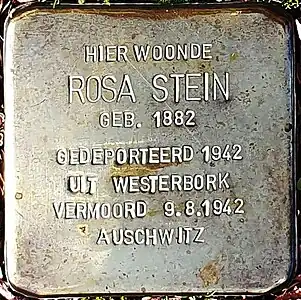 HIER WOONDE
ROSA STEIN
GEB. 1882
GEDEPORTEERD 1942
UIT WESTERBORK
VERMOORD 9.8.1942
AUSCHWITZ